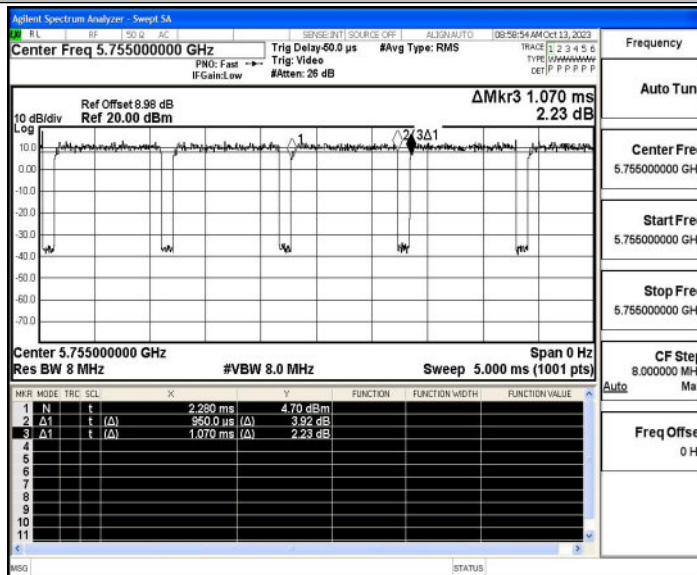 Agilent Spectrum Analyzer - Swept SA
RL RF 50 Ω AC SENSE:INT SOURCE OFF ALIGNAUTO 08:58:54 AM Oct 13, 2023
Center Freq 5.755000000 GHz
PNO: Fast
IFGain:Low
Trig Delay-50.0 µs
Trig: Video
#Atten: 26 dB
#Avg Type: RMS
TRACE 1 2 3 4 5 6
TYPE WWWWWW
DET P P P P P P
Ref Offset 8.98 dB
Ref 20.00 dBm
10 dB/div
Log
ΔMkr3 1.070 ms
2.23 dB
1
2 3Δ1
10.0
0.00
-10.0
-20.0
-30.0
-40.0
-50.0
-60.0
-70.0
Center 5.755000000 GHz
Span 0 Hz
Res BW 8 MHz
#VBW 8.0 MHz
Sweep 5.000 ms (1001 pts)
MKR MODE TRC SCL X Y FUNCTION FUNCTION WIDTH FUNCTION VALUE
1 N t 2.280 ms 4.70 dBm
2 Δ1 t (Δ) 950.0 µs (Δ) 3.92 dB
3 Δ1 t (Δ) 1.070 ms (Δ) 2.23 dB
4
5
6
7
8
9
10
11
MSG
STATUS
Frequency
Auto Tun
Center Fre
5.755000000 GH
Start Fre
5.755000000 GH
Stop Fre
5.755000000 GH
CF Step
8.000000 MH
Auto Ma
Freq Offse
0 H